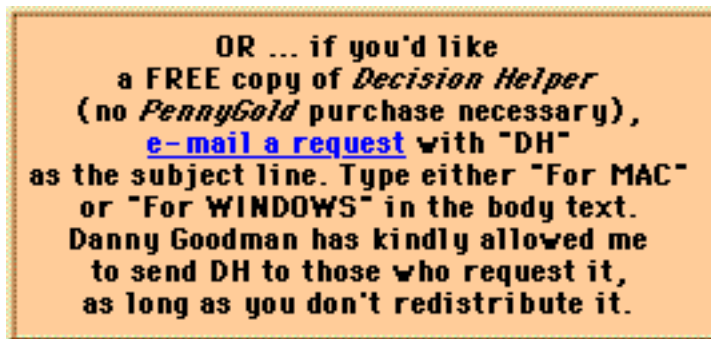 OR ... if you'd like
a FREE copy of Decision Helper
(no PennyGold purchase necessary),
e-mail a request with "DH"
as the subject line. Type either "For MAC"
or "For WINDOWS" in the body text.
Danny Goodman has kindly allowed me
to send DH to those who request it,
as long as you don't redistribute it.